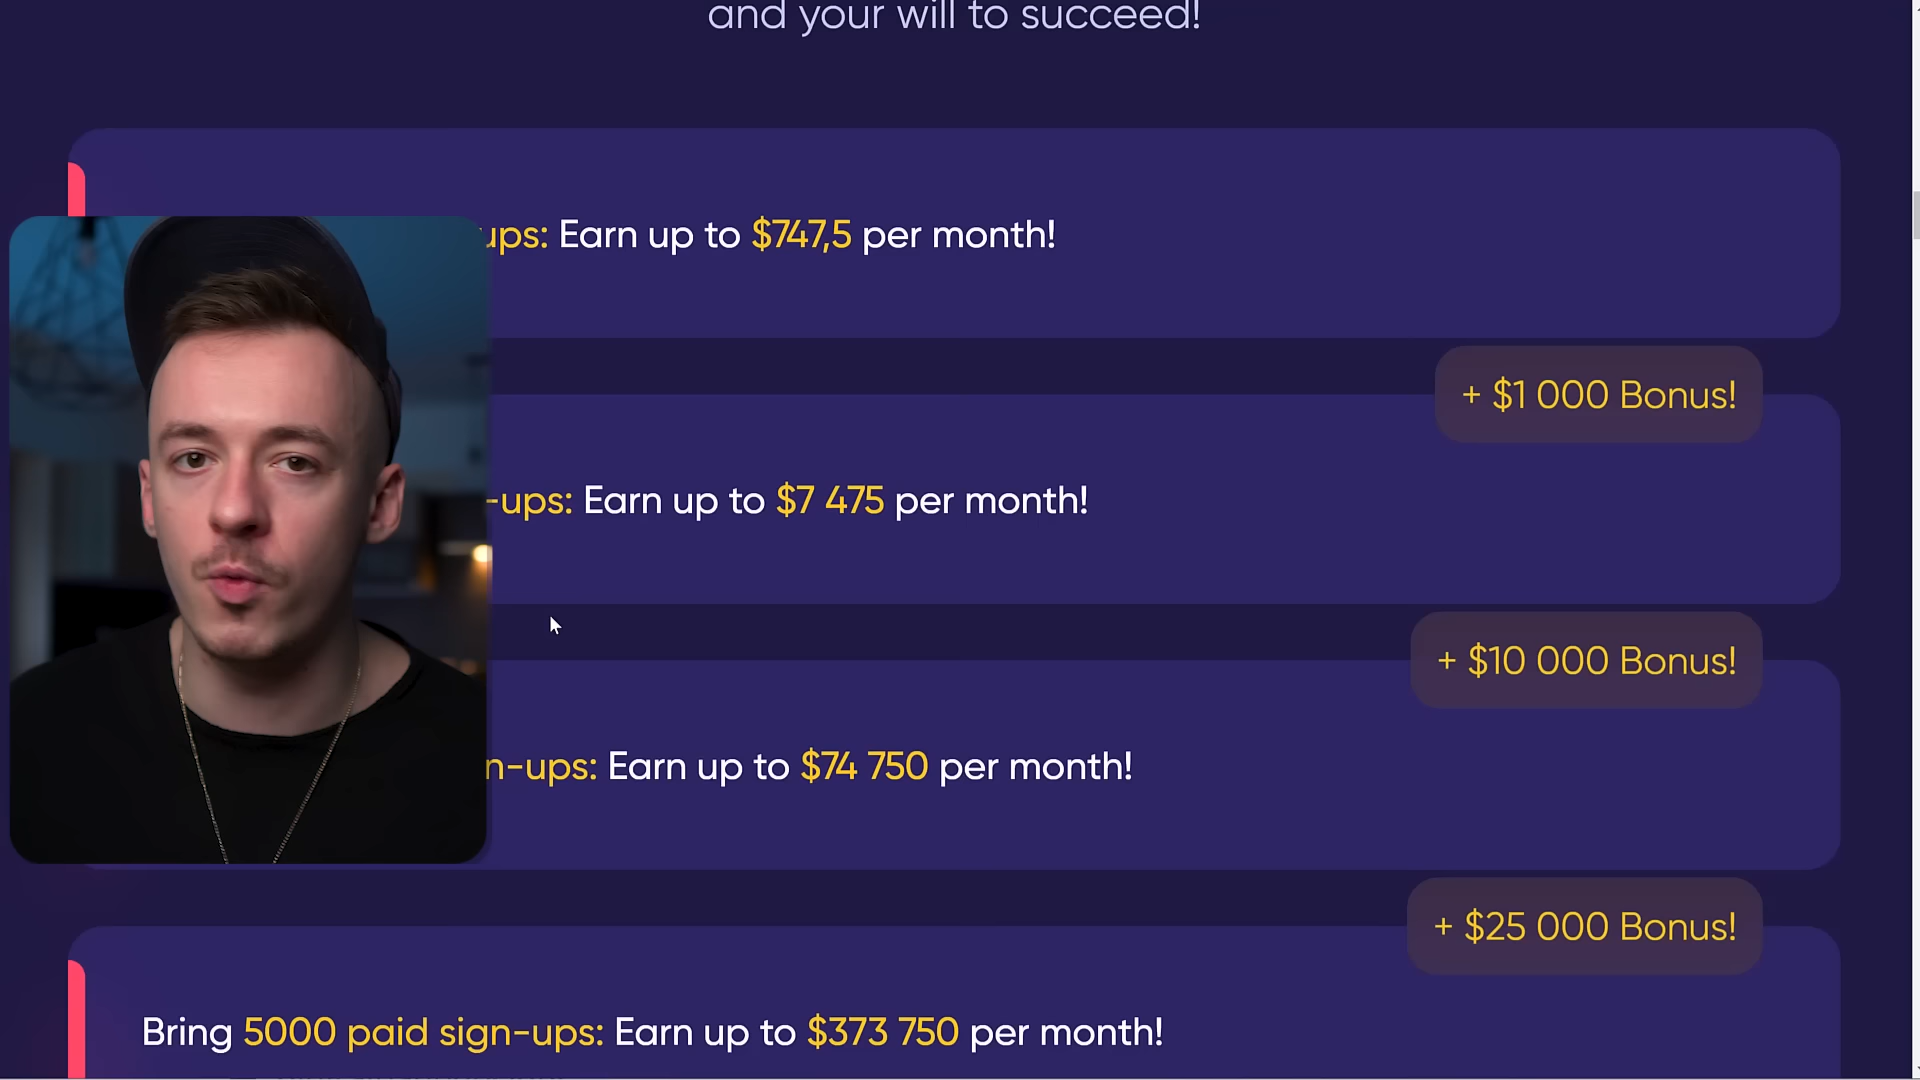 and your will to succeed!
ups: Earn up to $747,5 per month!
+ $1 000 Bonus!
-ups: Earn up to $7 475 per month!
+ $10 000 Bonus!
n-ups: Earn up to $74 750 per month!
+ $25 000 Bonus!
Bring 5000 paid sign-ups: Earn up to $373 750 per month!